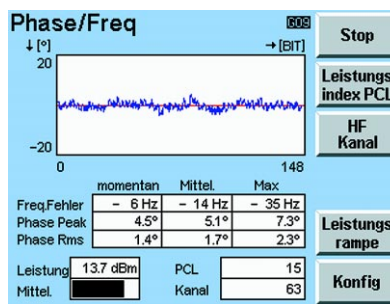 Phase/Freq
GO9
Stop
↓ [°]
→ [BIT]
20
Leistungs
index PCL
HF
Kanal
−20
0
148
momentan Mittel. Max
Freq.Fehler − 6 Hz − 14 Hz − 35 Hz
Phase Peak 4.5° 5.1° 7.3°
Phase Rms 1.4° 1.7° 2.3°
Leistungs
rampe
Leistung 13.7 dBm PCL 15
Mittel. Kanal 63
Konfig